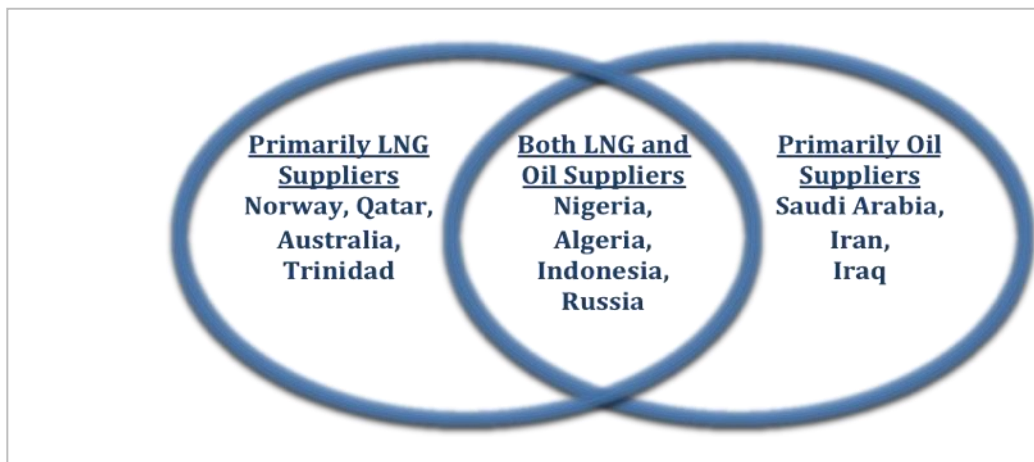 Primarily LNG
Suppliers
Norway, Qatar,
Australia,
Trinidad
Both LNG and
Oil Suppliers
Nigeria,
Algeria,
Indonesia,
Russia
Primarily Oil
Suppliers
Saudi Arabia,
Iran,
Iraq